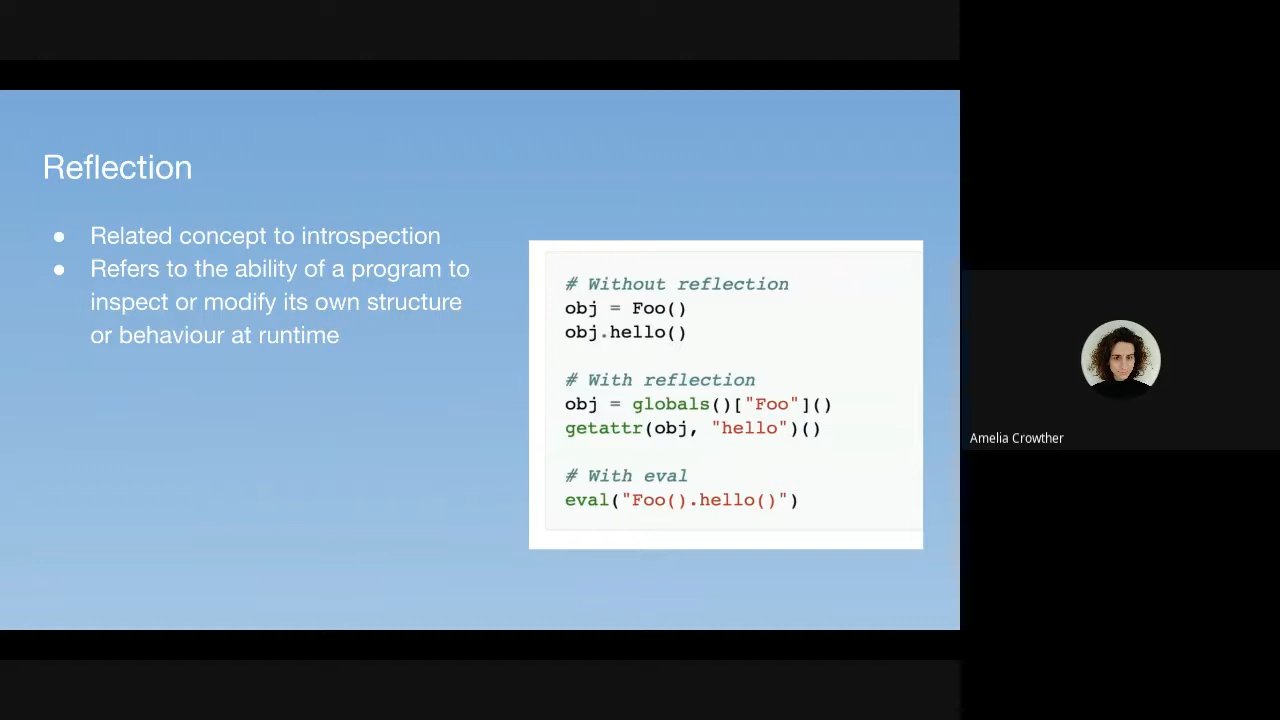 Reflection
● Related concept to introspection
● Refers to the ability of a program to
inspect or modify its own structure
or behaviour at runtime
# Without reflection
obj = Foo()
obj.hello()
# With reflection
obj = globals()["Foo"]()
getattr(obj, "hello")()
# With eval
eval("Foo().hello()")
Amelia Crowther